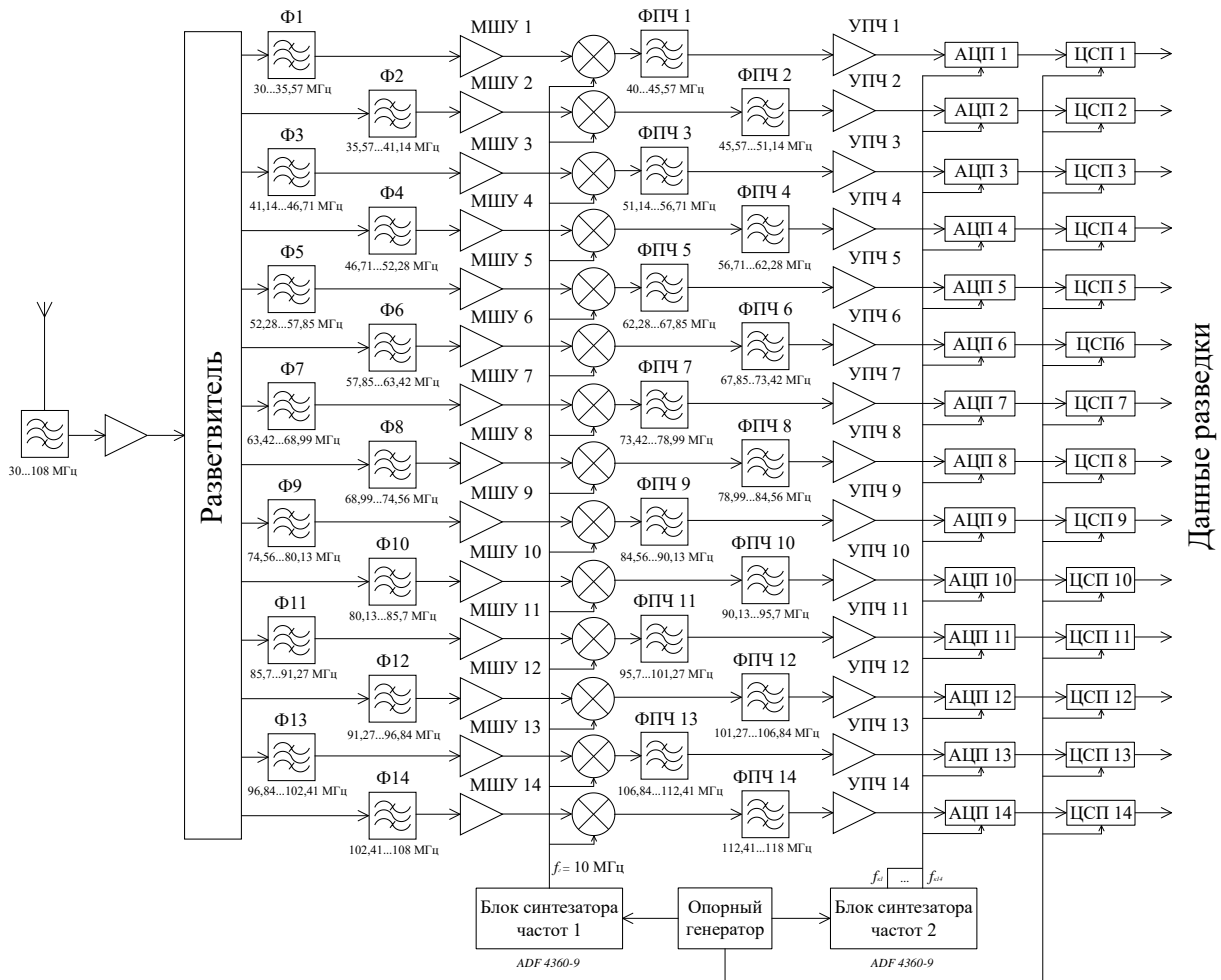 Ф1
МШУ 1
ФПЧ 1
УПЧ 1
АЦП 1
ЦСП 1
30...35,57 МГц
40...45,57 МГц
Ф2
МШУ 2
ФПЧ 2
УПЧ 2
АЦП 2
ЦСП 2
35,57...41,14 МГц
45,57...51,14 МГц
Ф3
МШУ 3
ФПЧ 3
УПЧ 3
АЦП 3
ЦСП 3
41,14...46,71 МГц
51,14...56,71 МГц
Ф4
МШУ 4
ФПЧ 4
УПЧ 4
АЦП 4
ЦСП 4
46,71...52,28 МГц
56,71...62,28 МГц
Ф5
МШУ 5
ФПЧ 5
УПЧ 5
АЦП 5
ЦСП 5
52,28...57,85 МГц
62,28...67,85 МГц
Ф6
МШУ 6
ФПЧ 6
УПЧ 6
АЦП 6
ЦСП6
57,85...63,42 МГц
67,85...73,42 МГц
Ф7
МШУ 7
ФПЧ 7
УПЧ 7
АЦП 7
ЦСП 7
63,42...68,99 МГц
73,42...78,99 МГц
30...108 МГц
Разветвитель
Данные разведки
Ф8
МШУ 8
ФПЧ 8
УПЧ 8
АЦП 8
ЦСП 8
68,99...74,56 МГц
78,99...84,56 МГц
Ф9
МШУ 9
ФПЧ 9
УПЧ 9
АЦП 9
ЦСП 9
74,56...80,13 МГц
84,56...90,13 МГц
Ф10
МШУ 10
ФПЧ 10
УПЧ 10
АЦП 10
ЦСП 10
80,13...85,7 МГц
90,13...95,7 МГц
Ф11
МШУ 11
ФПЧ 11
УПЧ 11
АЦП 11
ЦСП 11
85,7...91,27 МГц
95,7...101,27 МГц
Ф12
МШУ 12
ФПЧ 12
УПЧ 12
АЦП 12
ЦСП 12
91,27...96,84 МГц
101,27...106,84 МГц
Ф13
МШУ 13
ФПЧ 13
УПЧ 13
АЦП 13
ЦСП 13
96,84...102,41 МГц
106,84...112,41 МГц
Ф14
МШУ 14
ФПЧ 14
УПЧ 14
АЦП 14
ЦСП 14
102,41...108 МГц
112,41...118 МГц
= 10 МГц
...
Блок синтезатора
частот 1
Опорный
генератор
Блок синтезатора
частот 2
ADF 4360-9
ADF 4360-9